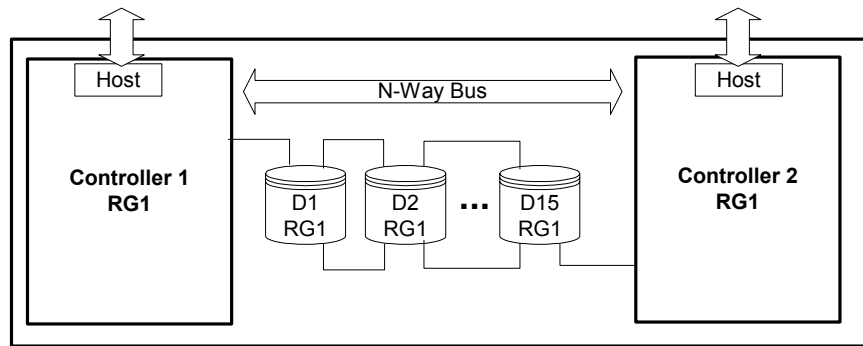 Host
Host
N-Way Bus
Controller 1
RG1
Controller 2
RG1
D1
RG1
D2
RG1
...
D15
RG1